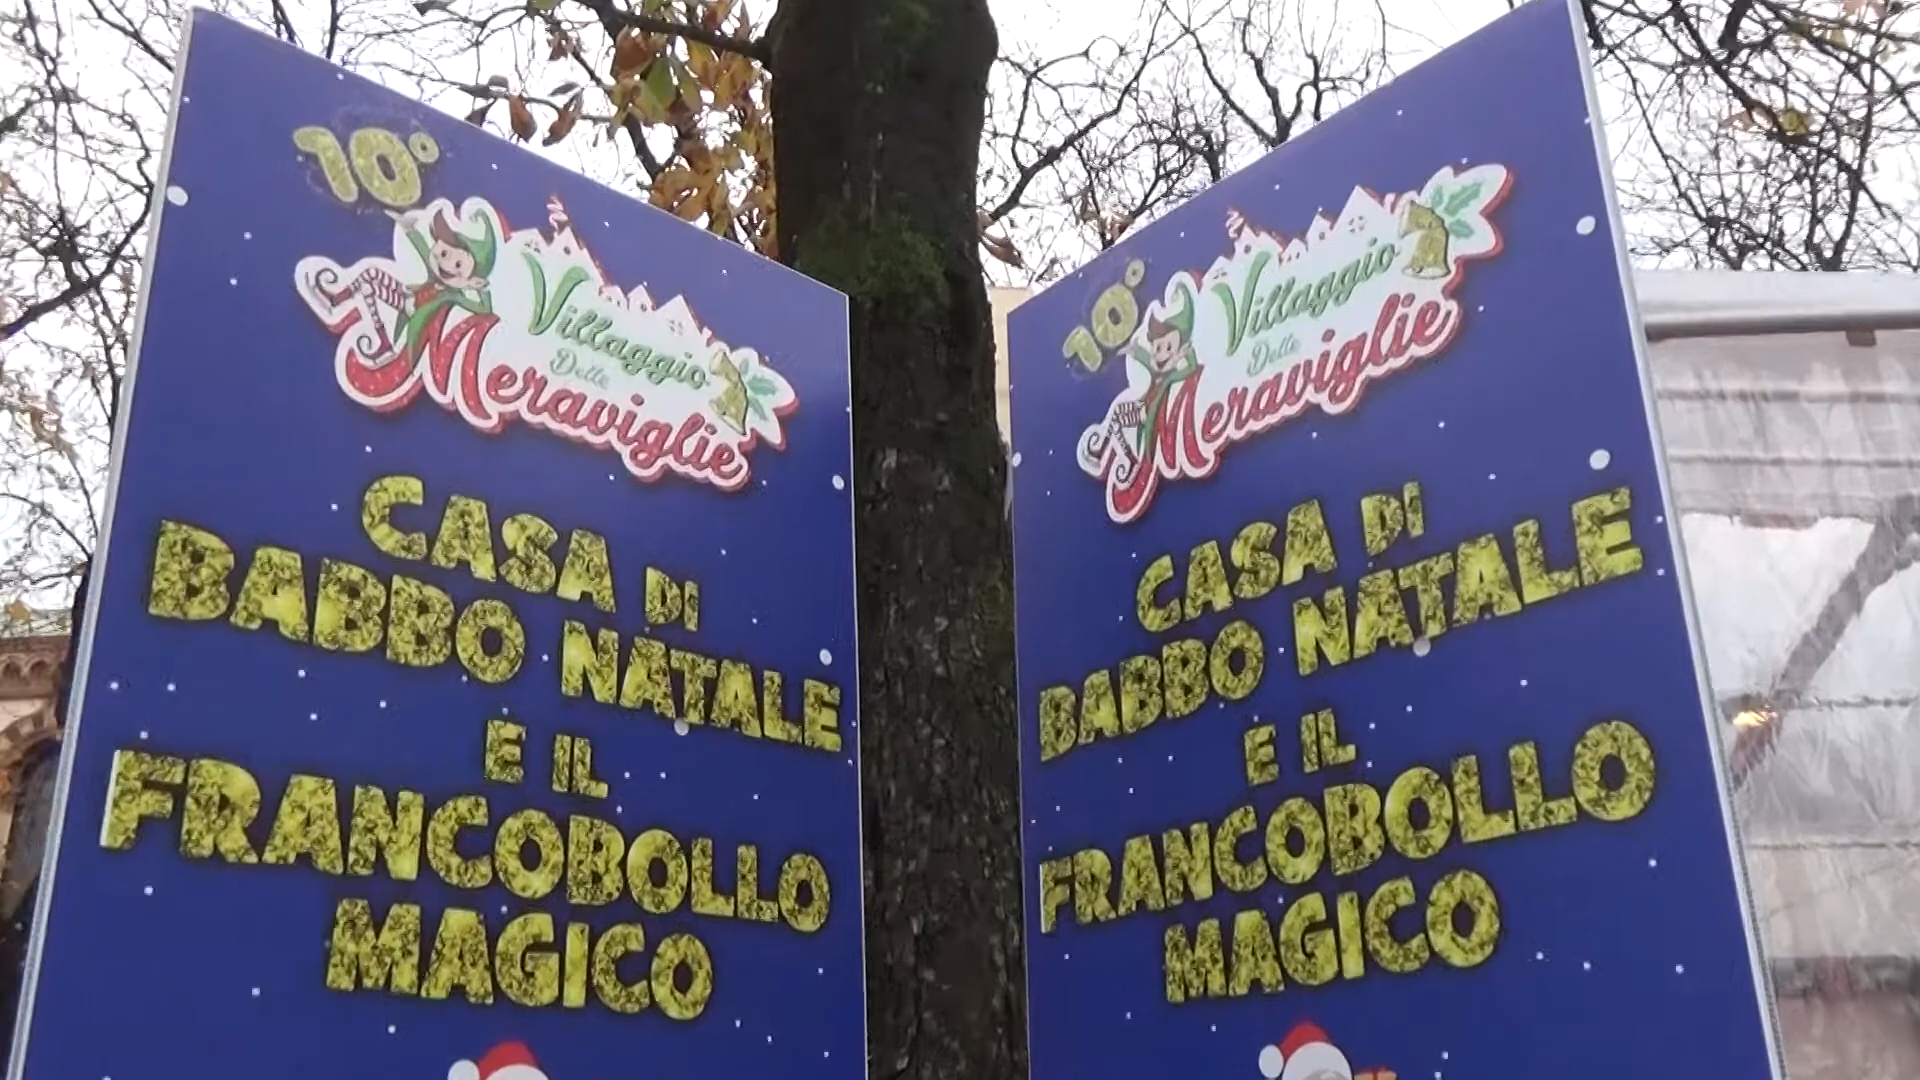 10°
Villaggio
Delle
Meraviglie
CASA DI
BABBO NATALE
E IL
FRANCOBOLLO
MAGICO
10°
Villaggio
Delle
Meraviglie
CASA DI
BABBO NATALE
E IL
FRANCOBOLLO
MAGICO